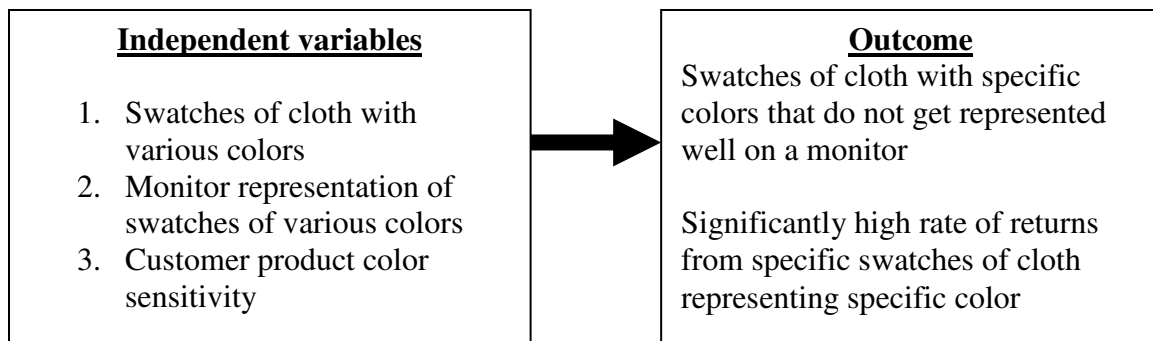 Independent variables
1. Swatches of cloth with
various colors
2. Monitor representation of
swatches of various colors
3. Customer product color
sensitivity
Outcome
Swatches of cloth with specific
colors that do not get represented
well on a monitor
Significantly high rate of returns
from specific swatches of cloth
representing specific color